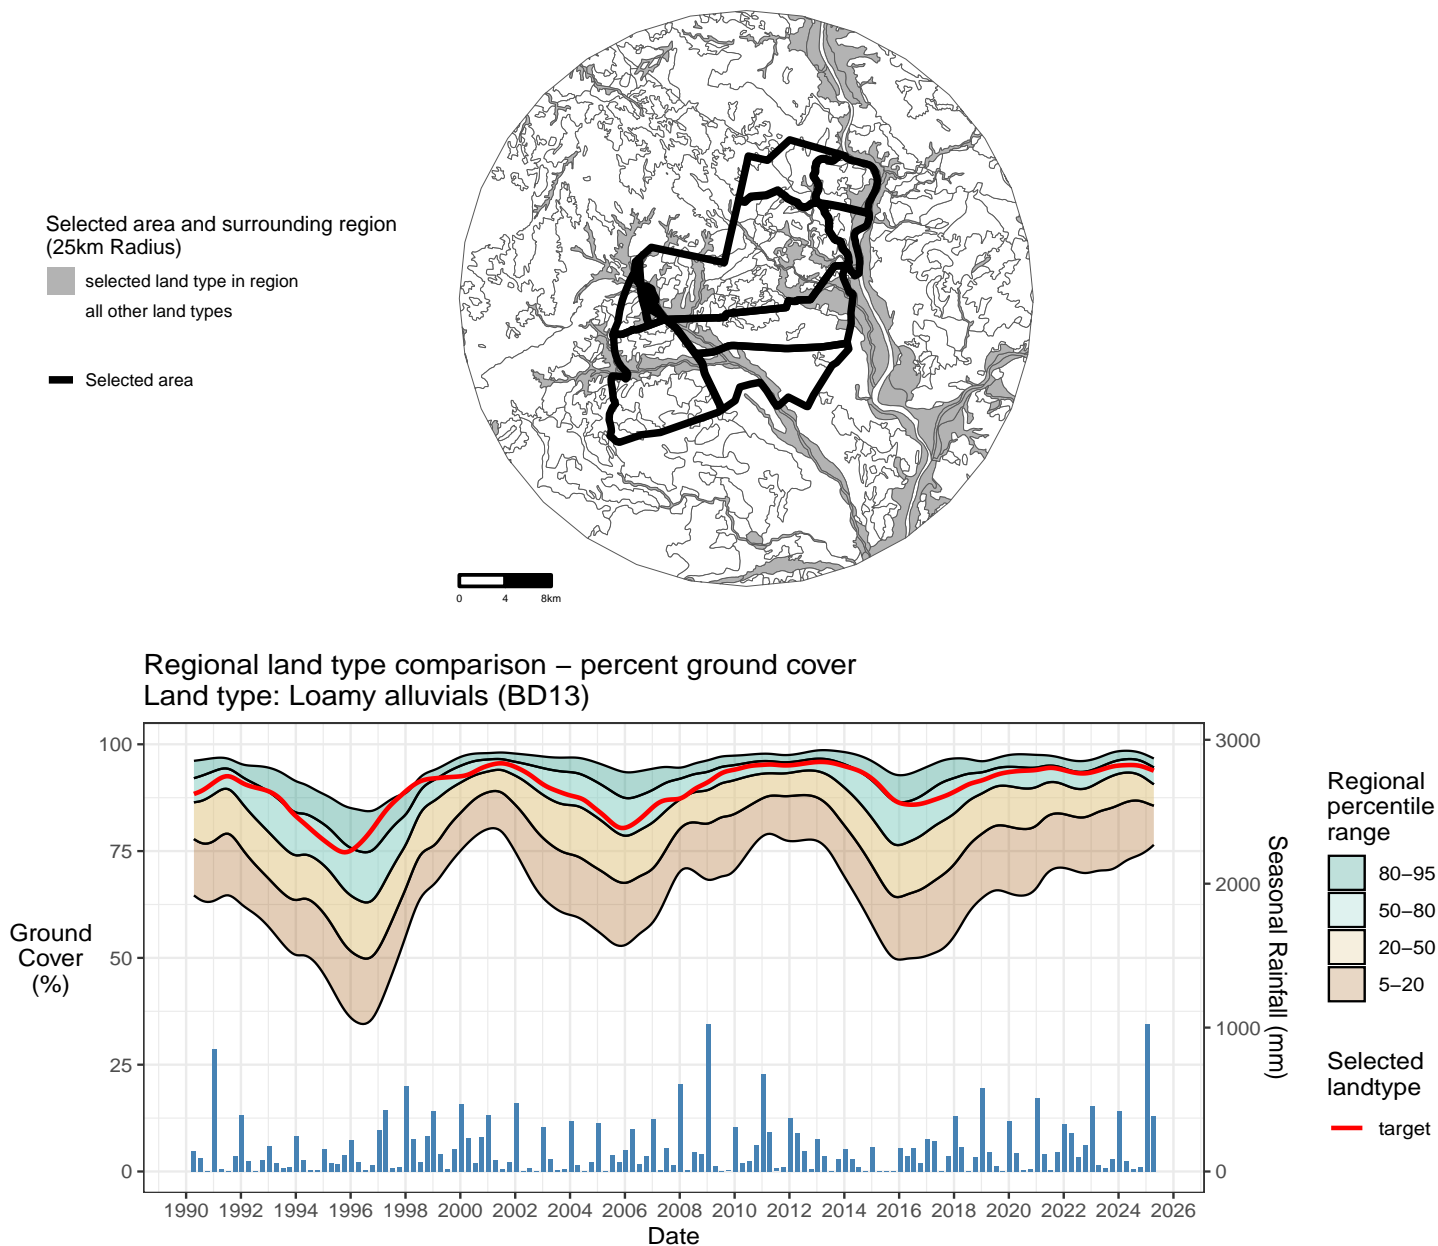 Selected area and surrounding region
(25km Radius)
selected land type in region
all other land types
Selected area
0 4 8km
Regional land type comparison – percent ground cover
Land type: Loamy alluvials (BD13)
100
75
50
25
0
Ground
Cover
(%)
3000
2000
1000
0
Seasonal Rainfall (mm)
1990 1992 1994 1996 1998 2000 2002 2004 2006 2008 2010 2012 2014 2016 2018 2020 2022 2024 2026
Date
Regional
percentile
range
80–95
50–80
20–50
5–20
Selected
landtype
target